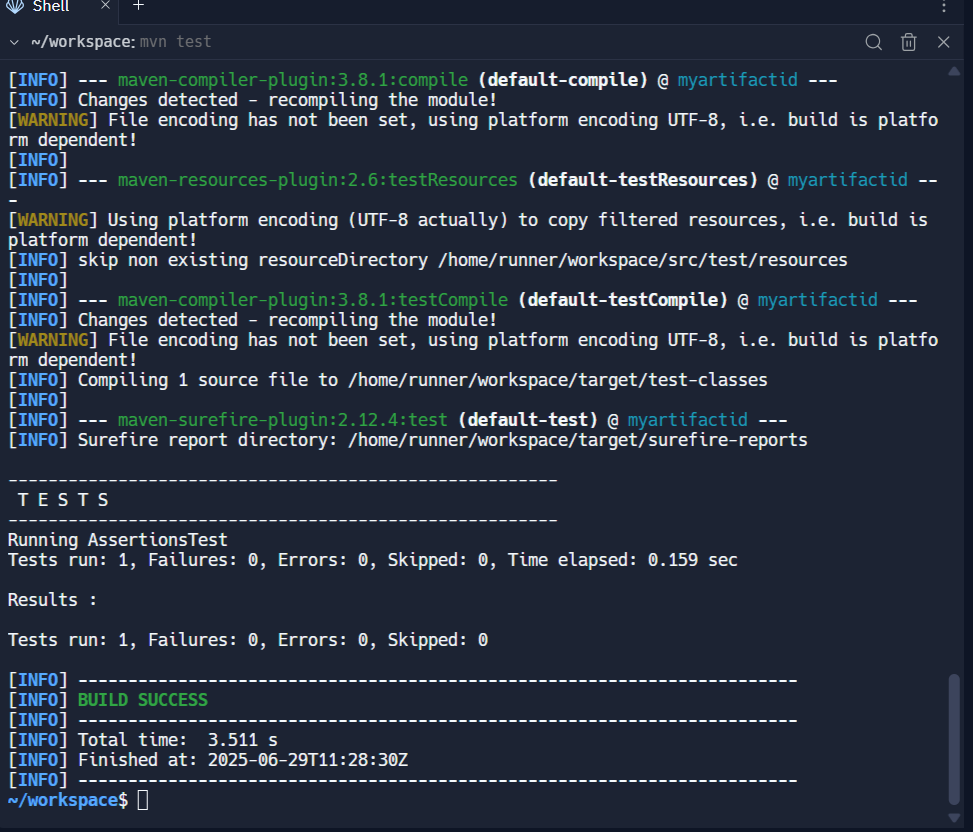 Shell
~/workspace: mvn test
[INFO] --- maven-compiler-plugin:3.8.1:compile (default-compile) @ myartifactid ---
[INFO] Changes detected - recompiling the module!
[WARNING] File encoding has not been set, using platform encoding UTF-8, i.e. build is platfo
rm dependent!
[INFO]
[INFO] --- maven-resources-plugin:2.6:testResources (default-testResources) @ myartifactid --
-
[WARNING] Using platform encoding (UTF-8 actually) to copy filtered resources, i.e. build is
platform dependent!
[INFO] skip non existing resourceDirectory /home/runner/workspace/src/test/resources
[INFO]
[INFO] --- maven-compiler-plugin:3.8.1:testCompile (default-testCompile) @ myartifactid ---
[INFO] Changes detected - recompiling the module!
[WARNING] File encoding has not been set, using platform encoding UTF-8, i.e. build is platfo
rm dependent!
[INFO] Compiling 1 source file to /home/runner/workspace/target/test-classes
[INFO]
[INFO] --- maven-surefire-plugin:2.12.4:test (default-test) @ myartifactid ---
[INFO] Surefire report directory: /home/runner/workspace/target/surefire-reports
-------------------------------------------------------
T E S T S
-------------------------------------------------------
Running AssertionsTest
Tests run: 1, Failures: 0, Errors: 0, Skipped: 0, Time elapsed: 0.159 sec
Results :
Tests run: 1, Failures: 0, Errors: 0, Skipped: 0
[INFO] ------------------------------------------------------------------------
[INFO] BUILD SUCCESS
[INFO] ------------------------------------------------------------------------
[INFO] Total time:  3.511 s
[INFO] Finished at: 2025-06-29T11:28:30Z
[INFO] ------------------------------------------------------------------------
~/workspace$